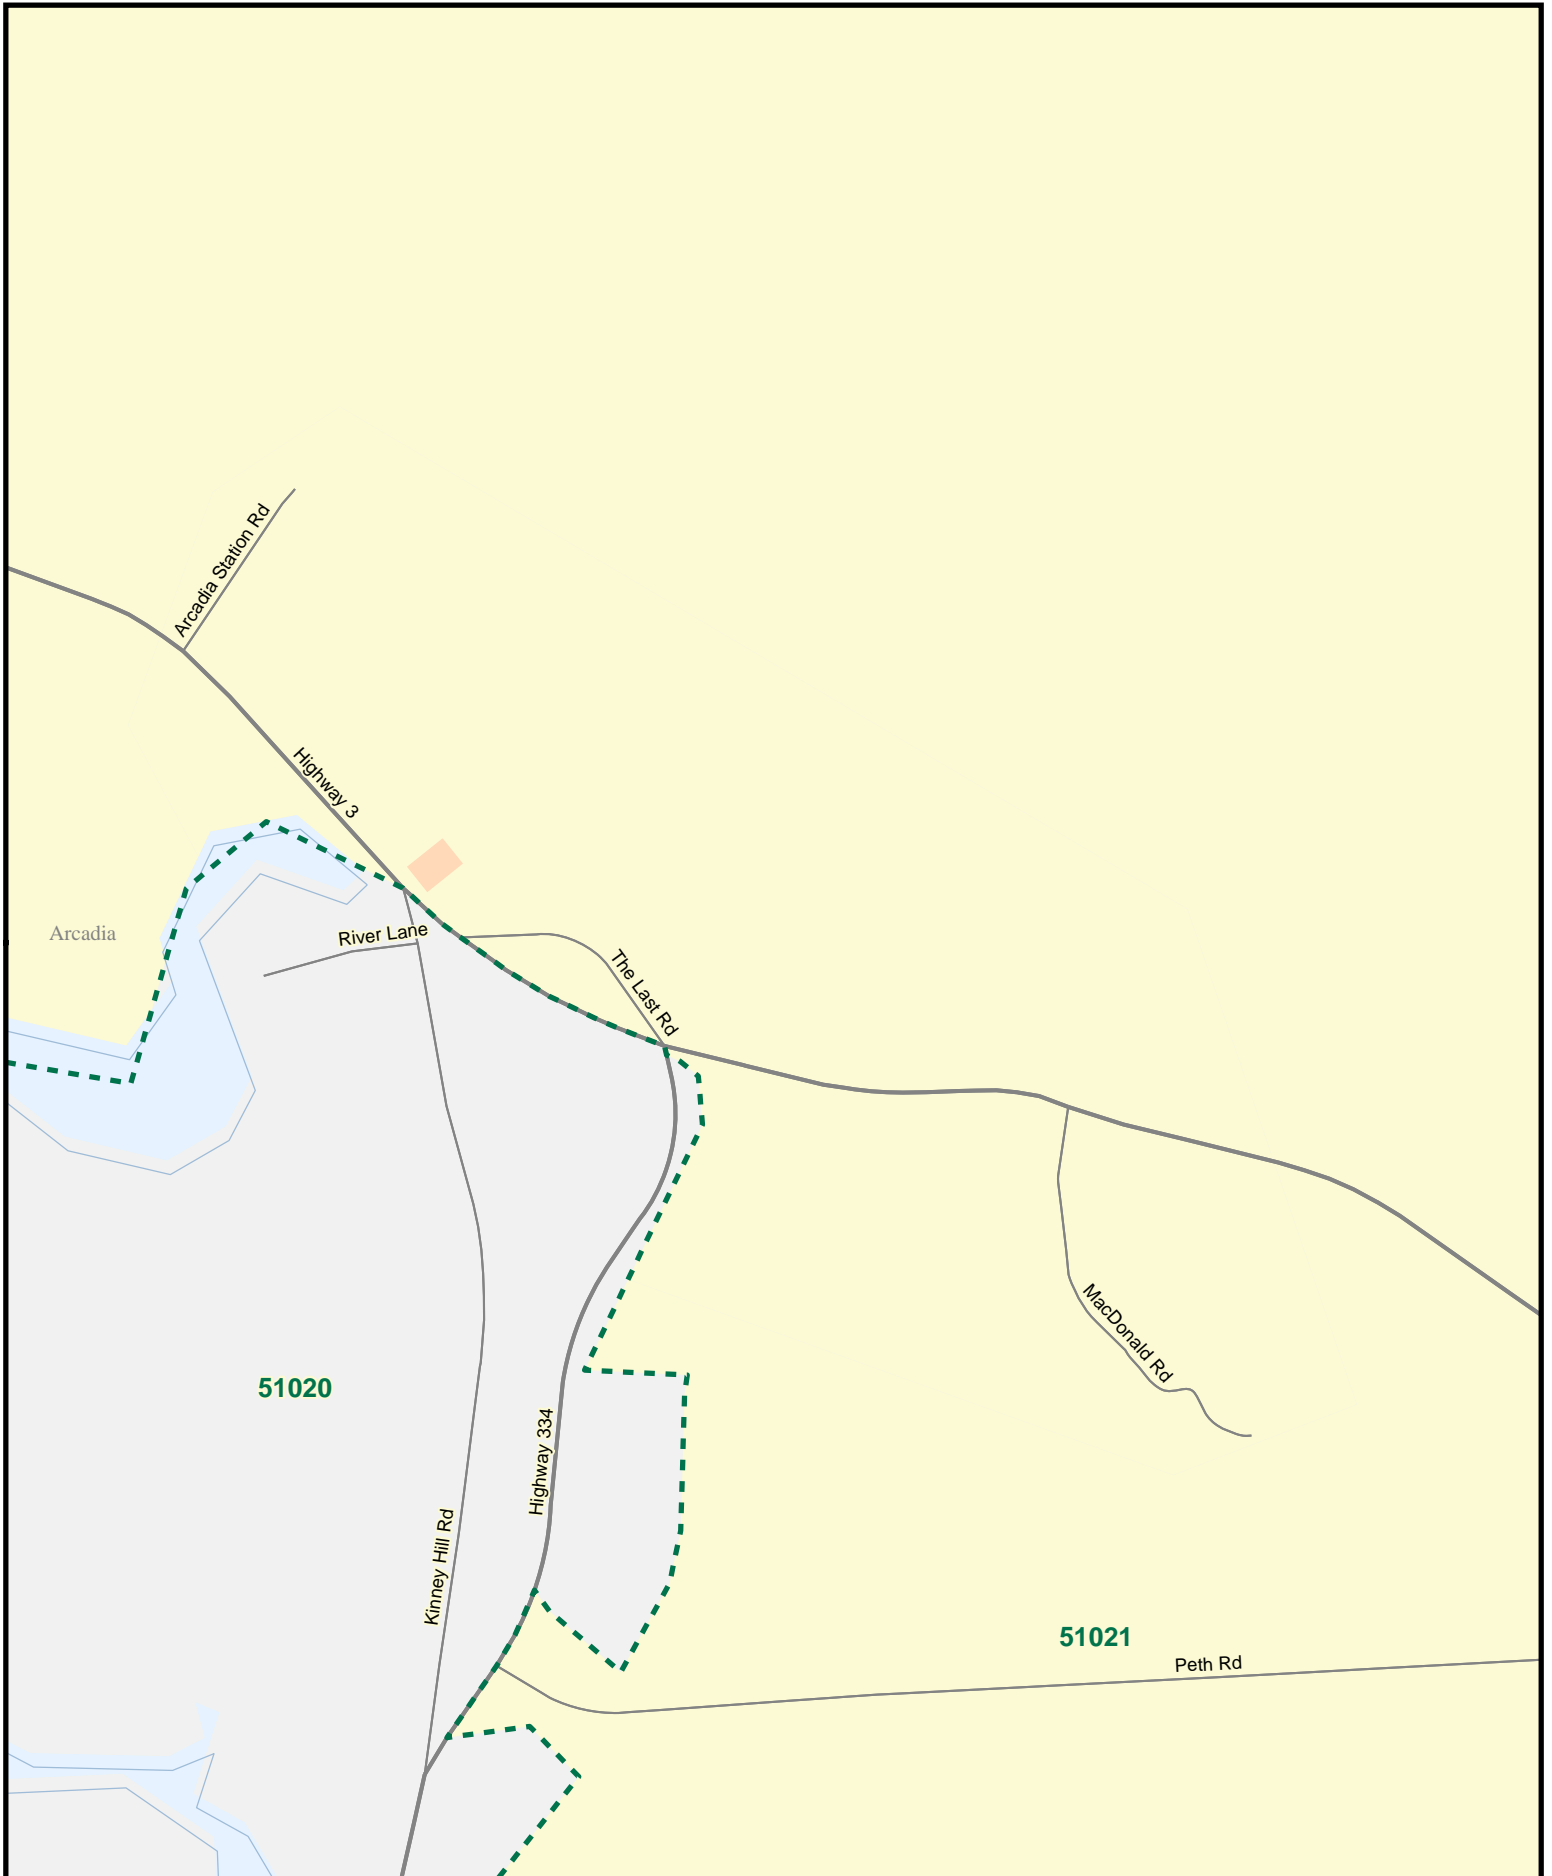 Arcadia Station Rd
Highway 3
Arcadia
River Lane
The Last Rd
MacDonald Rd
51020
Highway 334
Kinney Hill Rd
51021
Peth Rd